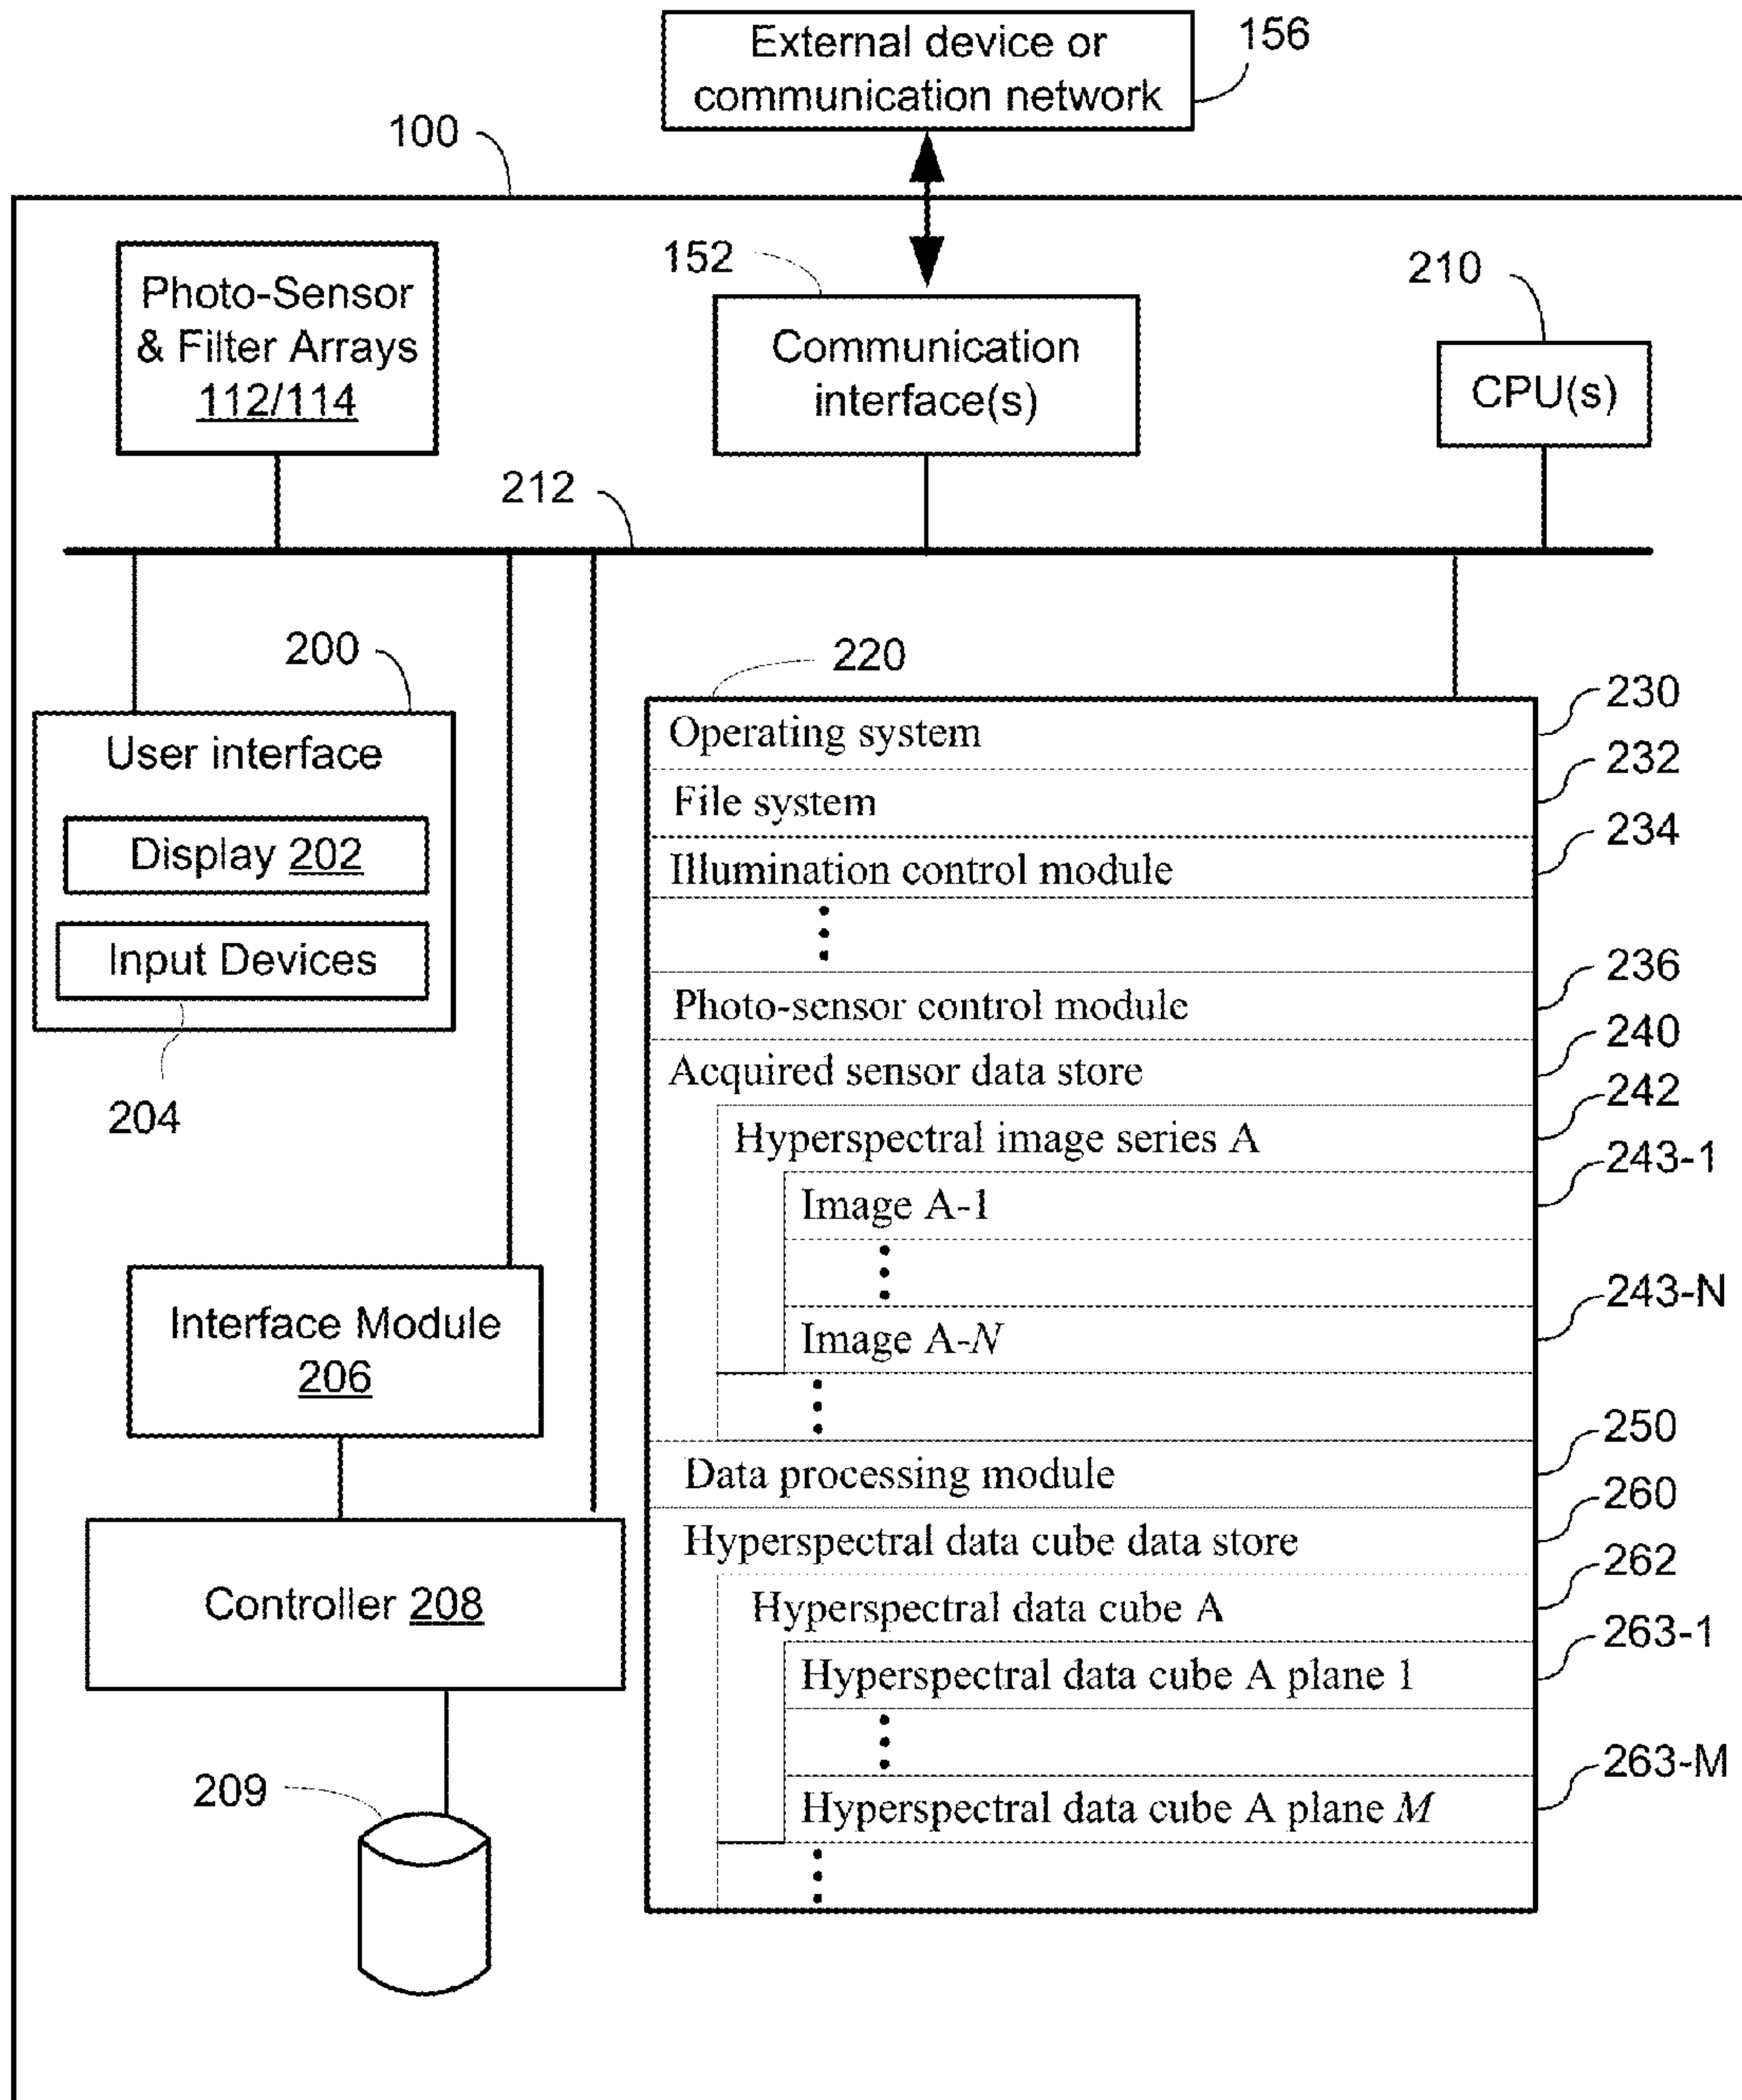 External device or
communication network
156
100
Photo-Sensor
& Filter Arrays
112/114
152
Communication
interface(s)
210
CPU(s)
212
200
User interface
Display 202
Input Devices
204
Interface Module
206
Controller 208
209
220
Operating system
230
File system
232
Illumination control module
234
Photo-sensor control module
236
Acquired sensor data store
240
Hyperspectral image series A
242
Image A-1
243-1
Image A-N
243-N
Data processing module
250
Hyperspectral data cube data store
260
Hyperspectral data cube A
262
Hyperspectral data cube A plane 1
263-1
Hyperspectral data cube A plane M
263-M